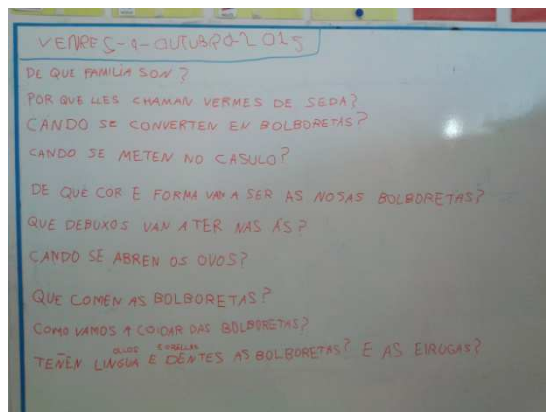 VENRES-9-OUTUBRO-2015
DE QUE FAMILIA SON?
POR QUE LLES CHAMAN VERMES DE SEDA?
CANDO SE CONVERTEN EN BOLBORETAS?
CANDO SE METEN NO CASULO?
DE QUE COR E FORMA VAN A SER AS NOSAS BOLBORETAS?
QUE DEBUXOS VAN A TER NAS ÁS?
CANDO SE ABREN OS OVOS?
QUE COMEN AS BOLBORETAS?
COMO VAMOS A COIDAR DAS BOLBORETAS?
OLLOS ORELLAS
TEÑEN LINGUA E DENTES AS BOLBORETAS? E AS EIRUGAS?